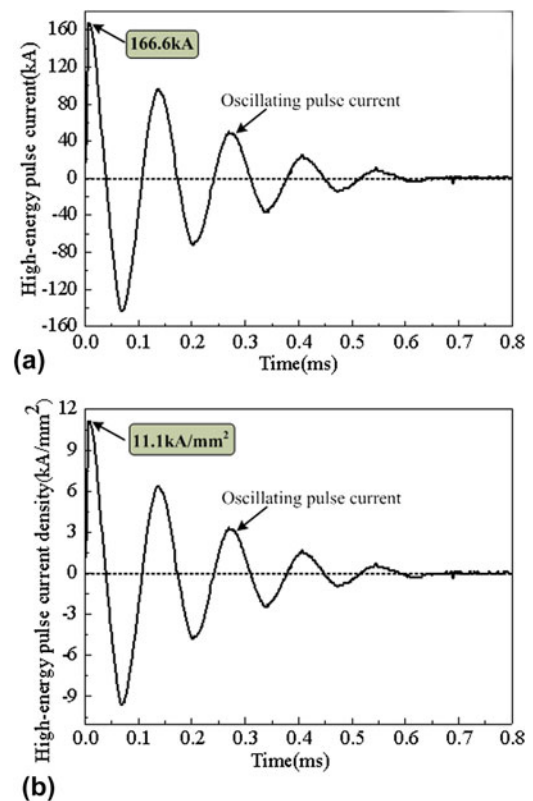 High-energy pulse current(kA)
160
120
80
40
0
-40
-80
-120
-160
166.6kA
Oscillating pulse current
0.0 0.1 0.2 0.3 0.4 0.5 0.6 0.7 0.8
Time(ms)
(a)
High-energy pulse current density(kA/mm²)
12
9
6
3
0
-3
-6
-9
11.1kA/mm²
Oscillating pulse current
0.0 0.1 0.2 0.3 0.4 0.5 0.6 0.7 0.8
Time(ms)
(b)